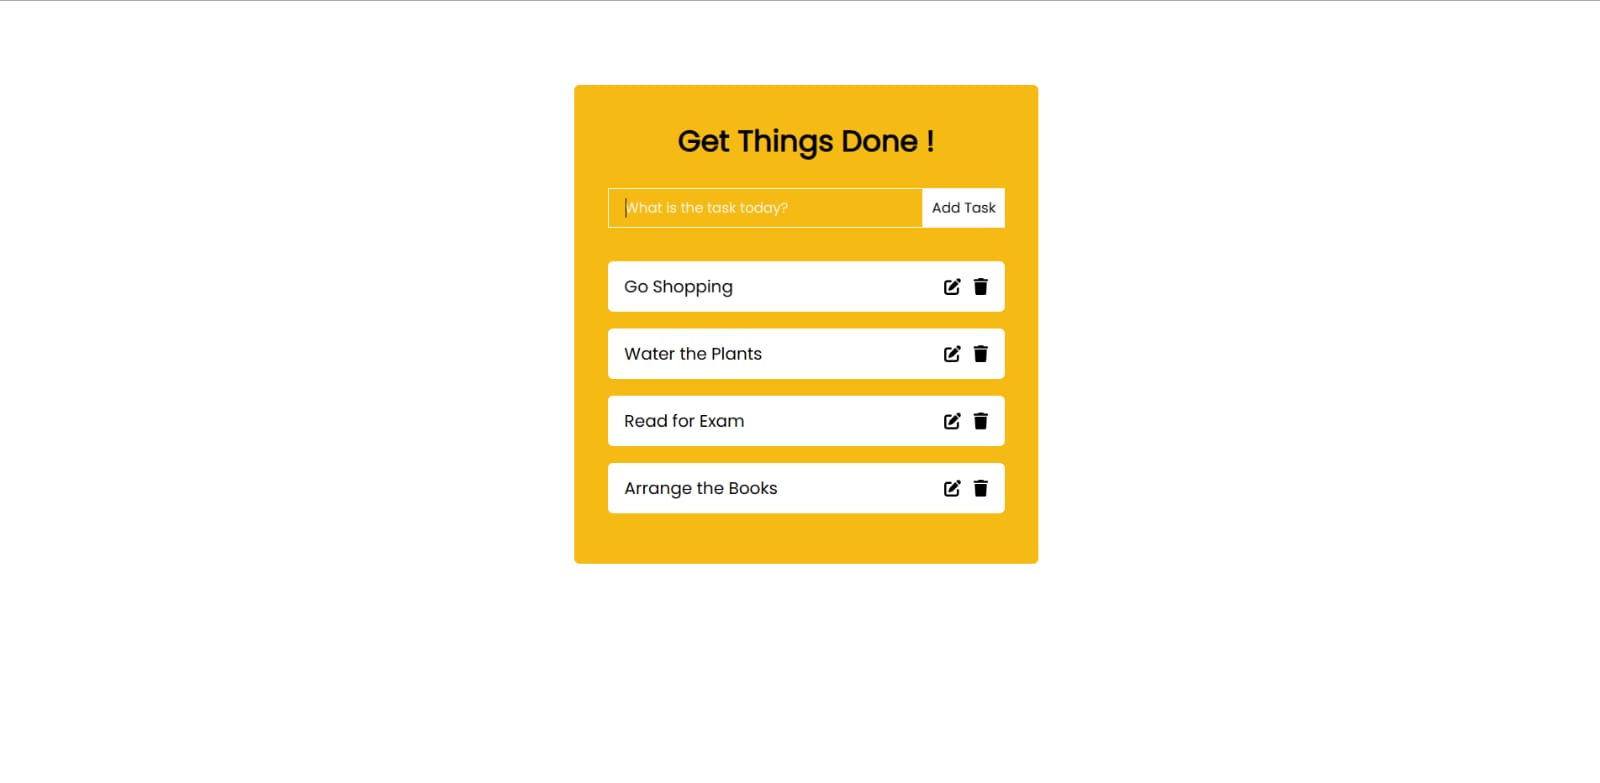 Get Things Done !
What is the task today?
Add Task
Go Shopping
Water the Plants
Read for Exam
Arrange the Books